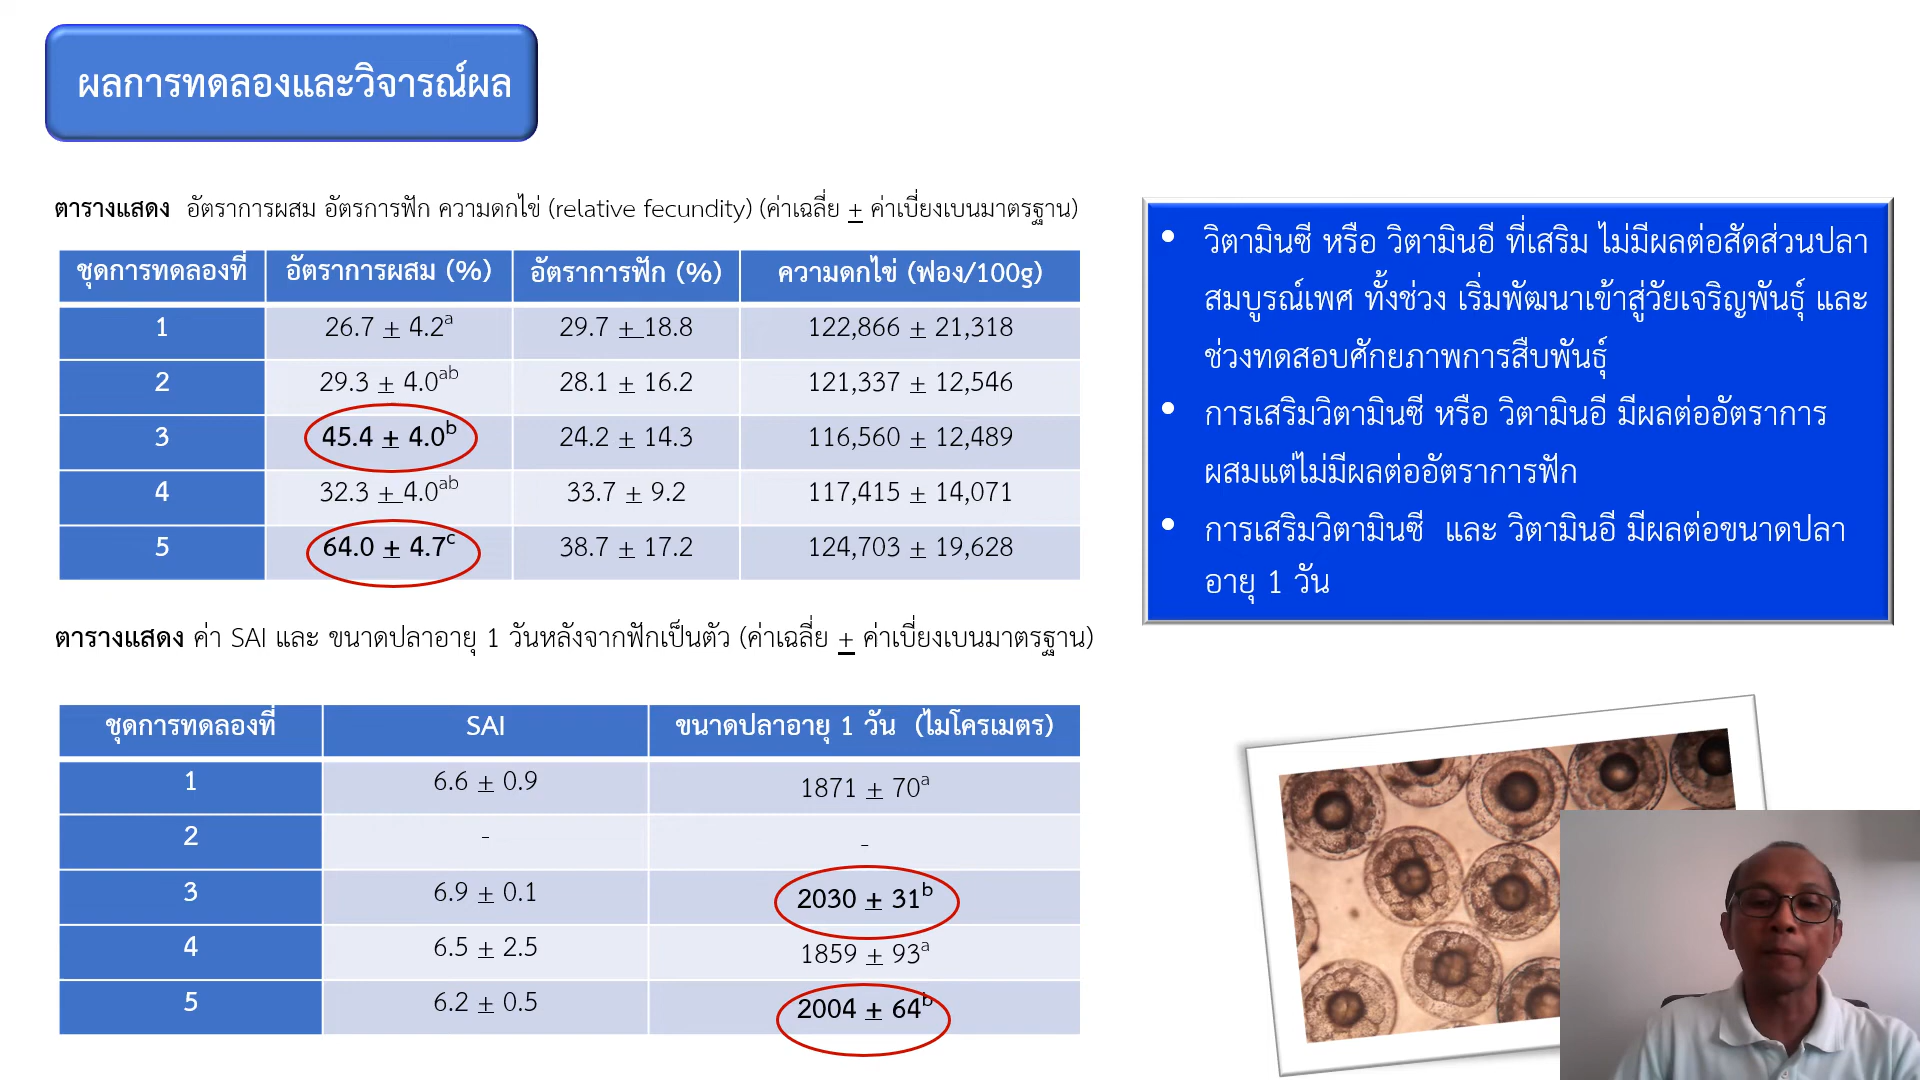 ผลการทดลองและวิจารณ์ผล
ตารางแสดง อัตราการผสม อัตรการฟัก ความดกไข่ (relative fecundity) (ค่าเฉลี่ย + ค่าเบี่ยงเบนมาตรฐาน)
ชุดการทดลองที่ อัตราการผสม (%) อัตราการฟัก (%) ความดกไข่ (ฟอง/100g)
1 26.7 + 4.2a 29.7 + 18.8 122,866 + 21,318
2 29.3 + 4.0ab 28.1 + 16.2 121,337 + 12,546
3 45.4 + 4.0b 24.2 + 14.3 116,560 + 12,489
4 32.3 + 4.0ab 33.7 + 9.2 117,415 + 14,071
5 64.0 + 4.7c 38.7 + 17.2 124,703 + 19,628
ตารางแสดง ค่า SAI และ ขนาดปลาอายุ 1 วันหลังจากฟักเป็นตัว (ค่าเฉลี่ย + ค่าเบี่ยงเบนมาตรฐาน)
ชุดการทดลองที่ SAI ขนาดปลาอายุ 1 วัน (ไมโครเมตร)
1 6.6 + 0.9 1871 + 70a
2 - -
3 6.9 + 0.1 2030 + 31b
4 6.5 + 2.5 1859 + 93a
5 6.2 + 0.5 2004 + 64b
• วิตามินซี หรือ วิตามินอี ที่เสริม ไม่มีผลต่อสัดส่วนปลา
สมบูรณ์เพศ ทั้งช่วง เริ่มพัฒนาเข้าสู่วัยเจริญพันธุ์ และ
ช่วงทดสอบศักยภาพการสืบพันธุ์
• การเสริมวิตามินซี หรือ วิตามินอี มีผลต่ออัตราการ
ผสมแต่ไม่มีผลต่ออัตราการฟัก
• การเสริมวิตามินซี และ วิตามินอี มีผลต่อขนาดปลา
อายุ 1 วัน